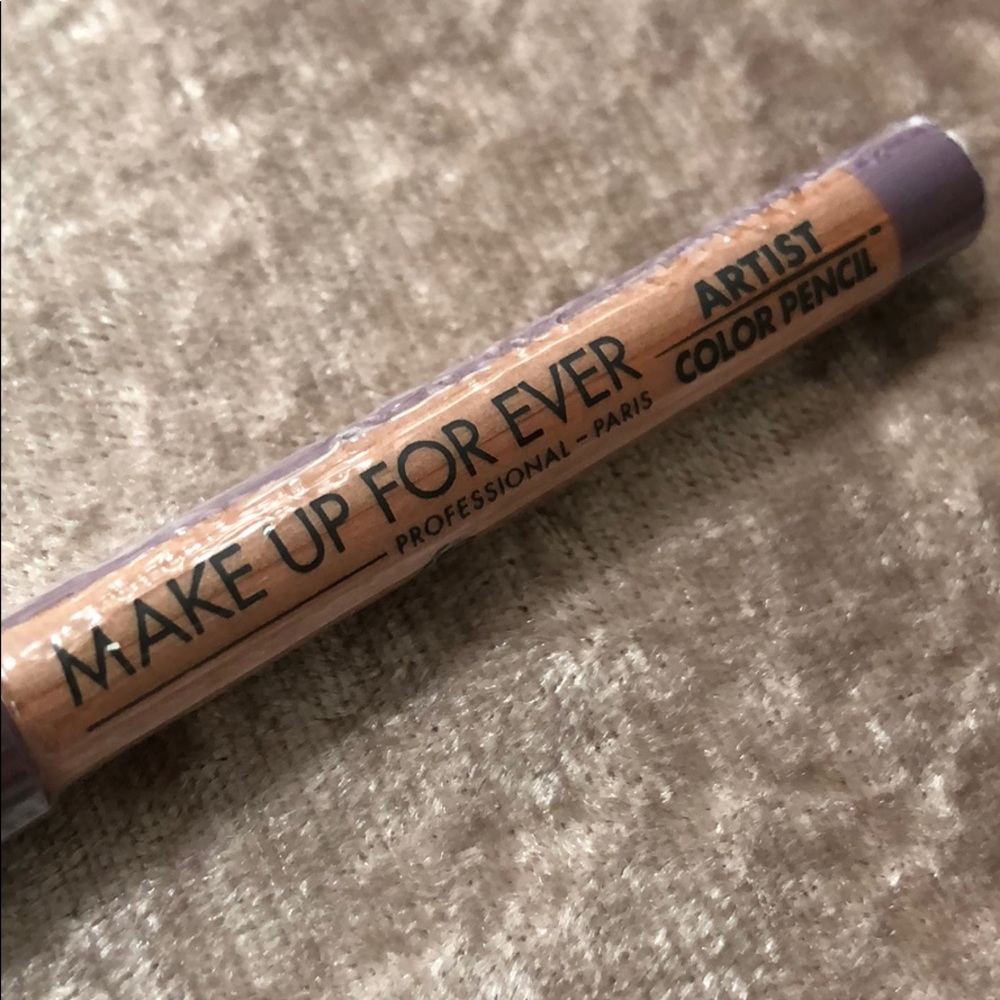 MAKE UP FOR EVER
PROFESSIONAL - PARIS
ARTIST
COLOR PENCIL